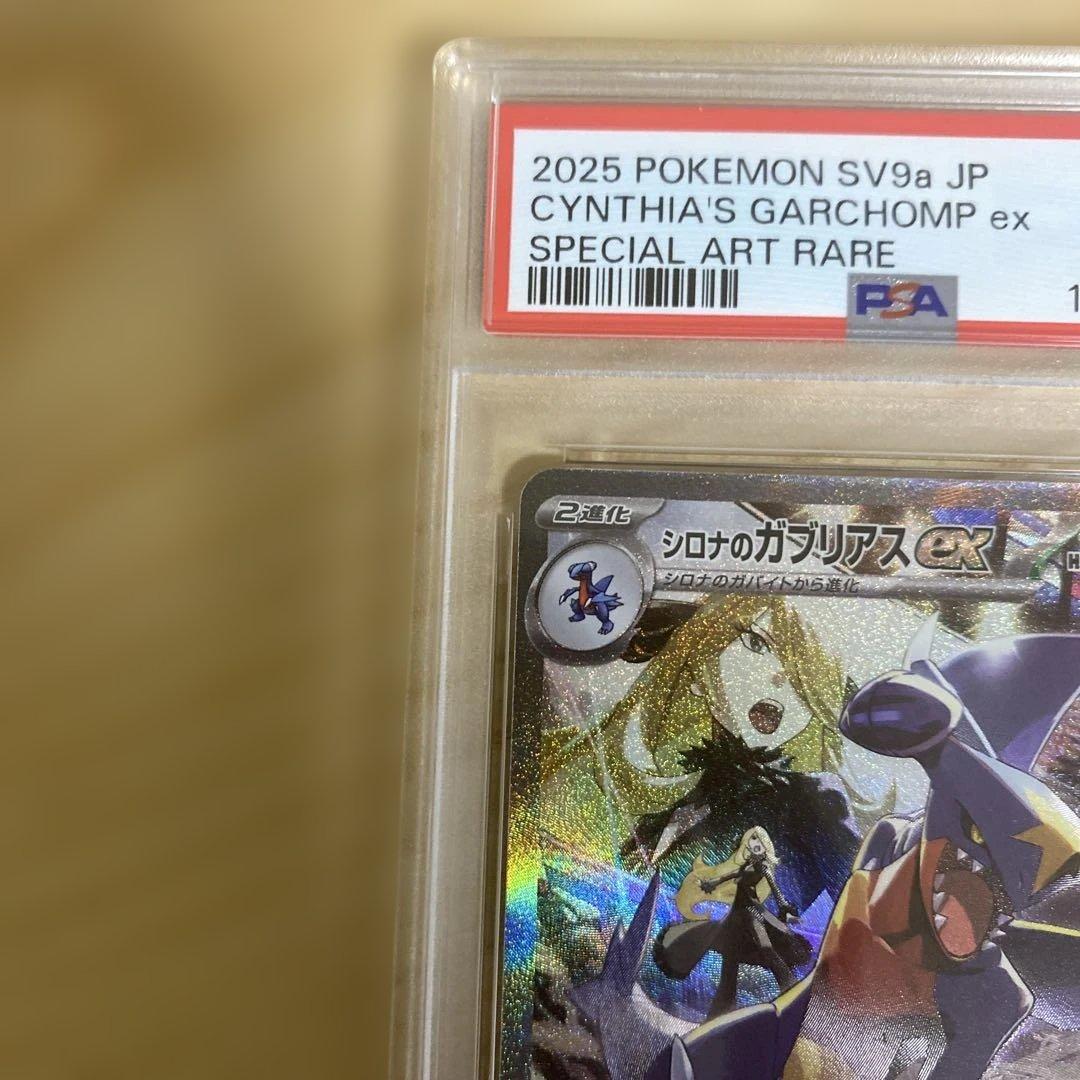 2025 POKEMON SV9a JP
CYNTHIA'S GARCHOMP ex
SPECIAL ART RARE
PSA
1
2進化
シロナのガブリアスex
H
シロナのガバイトから進化